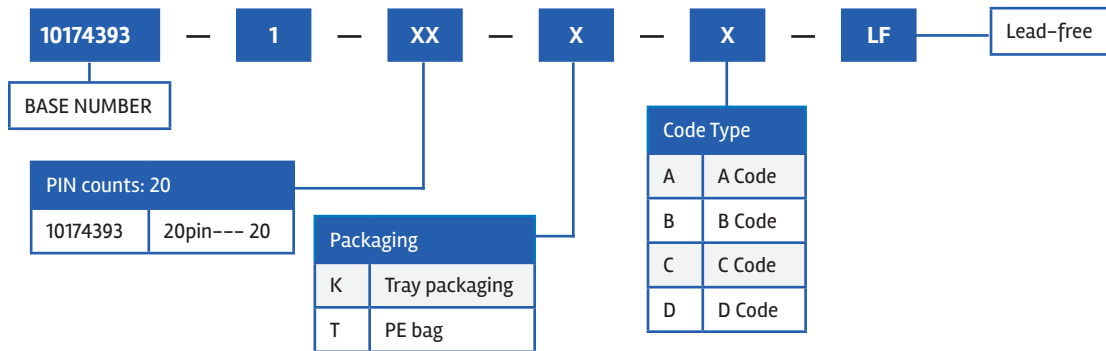 10174393 — 1 — XX — X — X — LF Lead-free
BASE NUMBER
PIN counts: 20
10174393 20pin--- 20
Packaging
K Tray packaging
T PE bag
Code Type
A A Code
B B Code
C C Code
D D Code